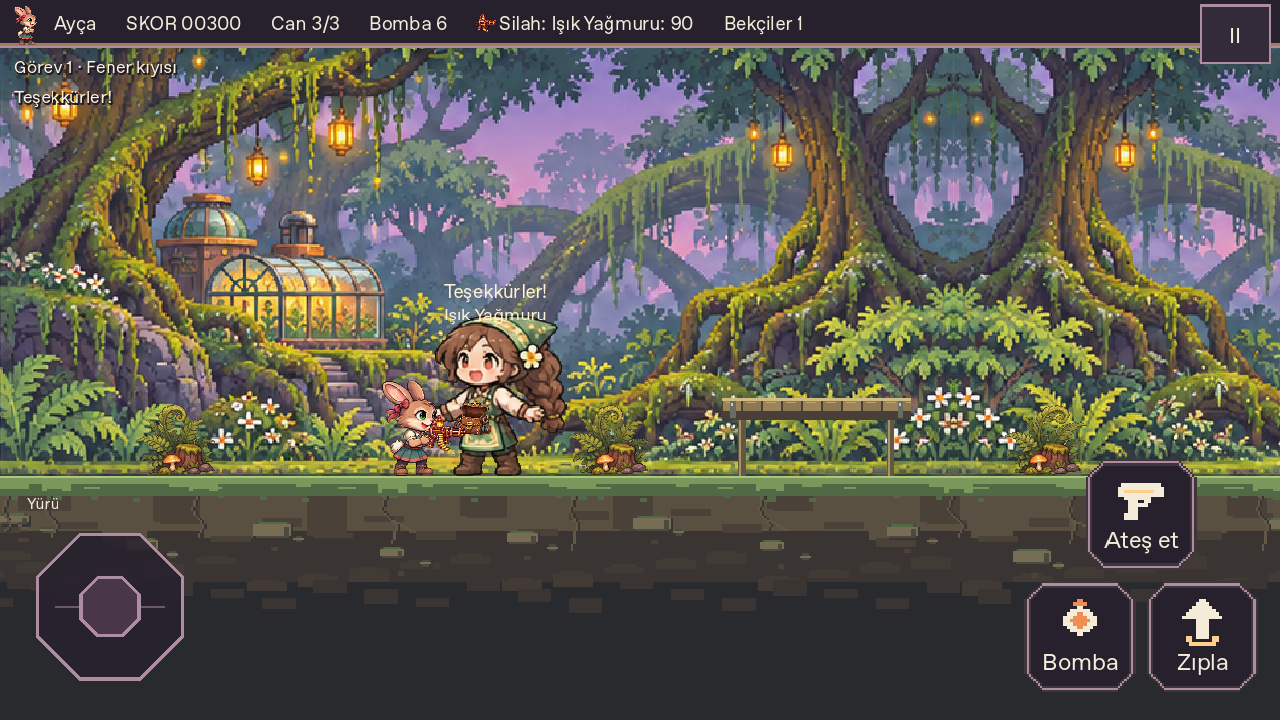 Ayça SKOR 00300 Can 3/3 Bomba 6 Silah: Işık Yağmuru: 90 Bekçiler 1
II
Görev 1 · Fener kıyısı
Teşekkürler!
Teşekkürler!
Işık Yağmuru
Yürü
Ateş et
Bomba
Zıpla